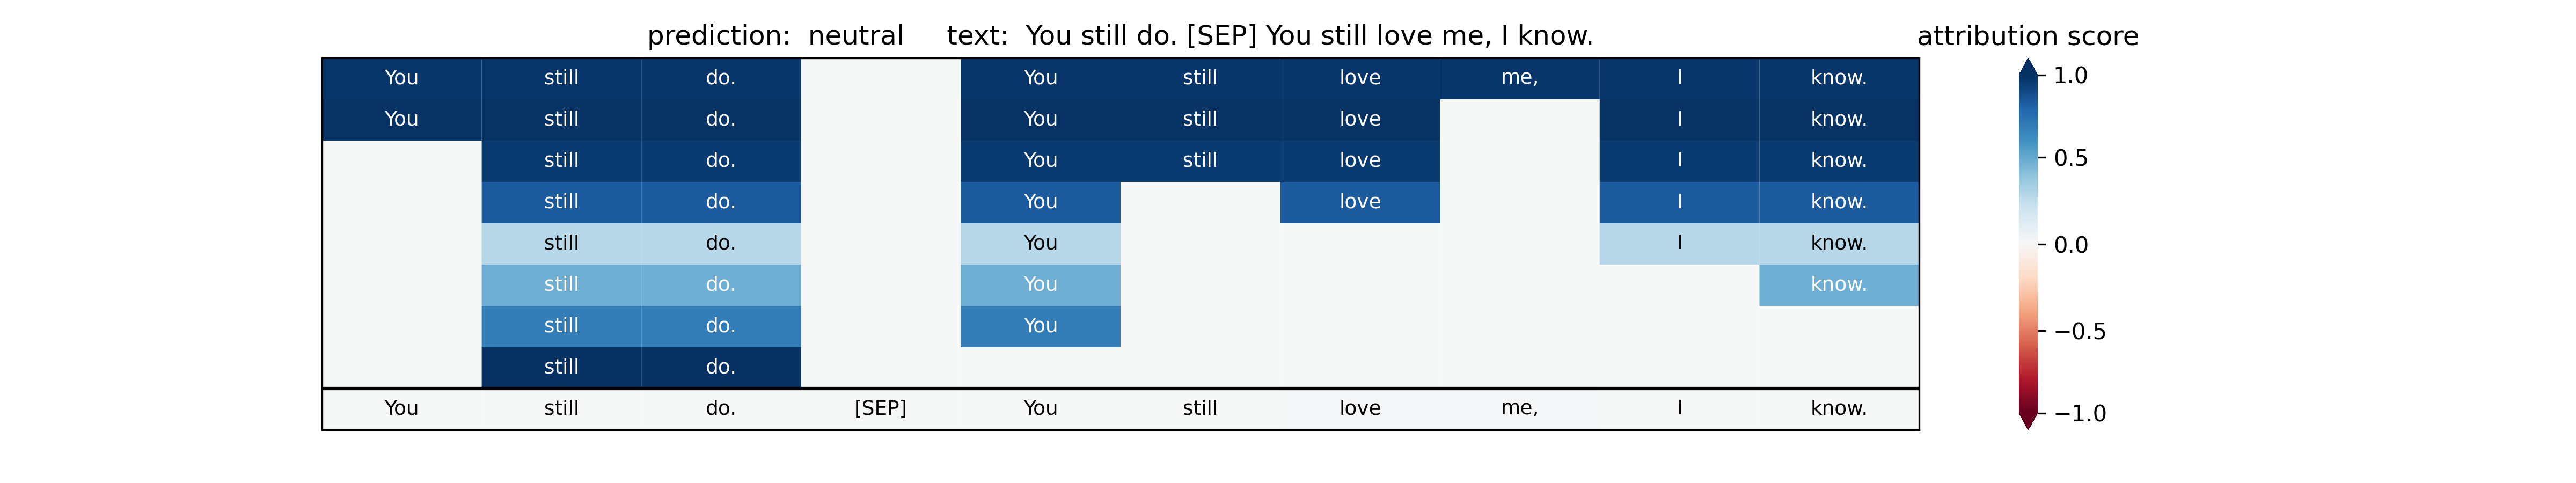 prediction: neutral text: You still do. [SEP] You still love me, I know.
attribution score
You still do. You still love me, I know.
You still do. You still love I know.
still do. You still love I know.
still do. You love I know.
still do. You I know.
still do. You know.
still do. You
still do.
You still do. [SEP] You still love me, I know.
1.0
0.5
0.0
−0.5
−1.0